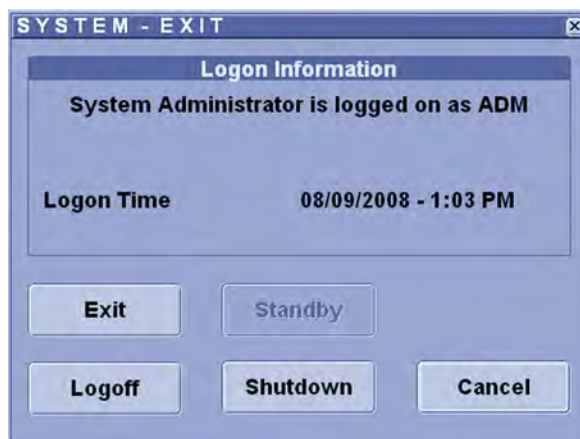 SYSTEM - EXIT
Logon Information
System Administrator is logged on as ADM
Logon Time 08/09/2008 - 1:03 PM
Exit Standby
Logoff Shutdown Cancel